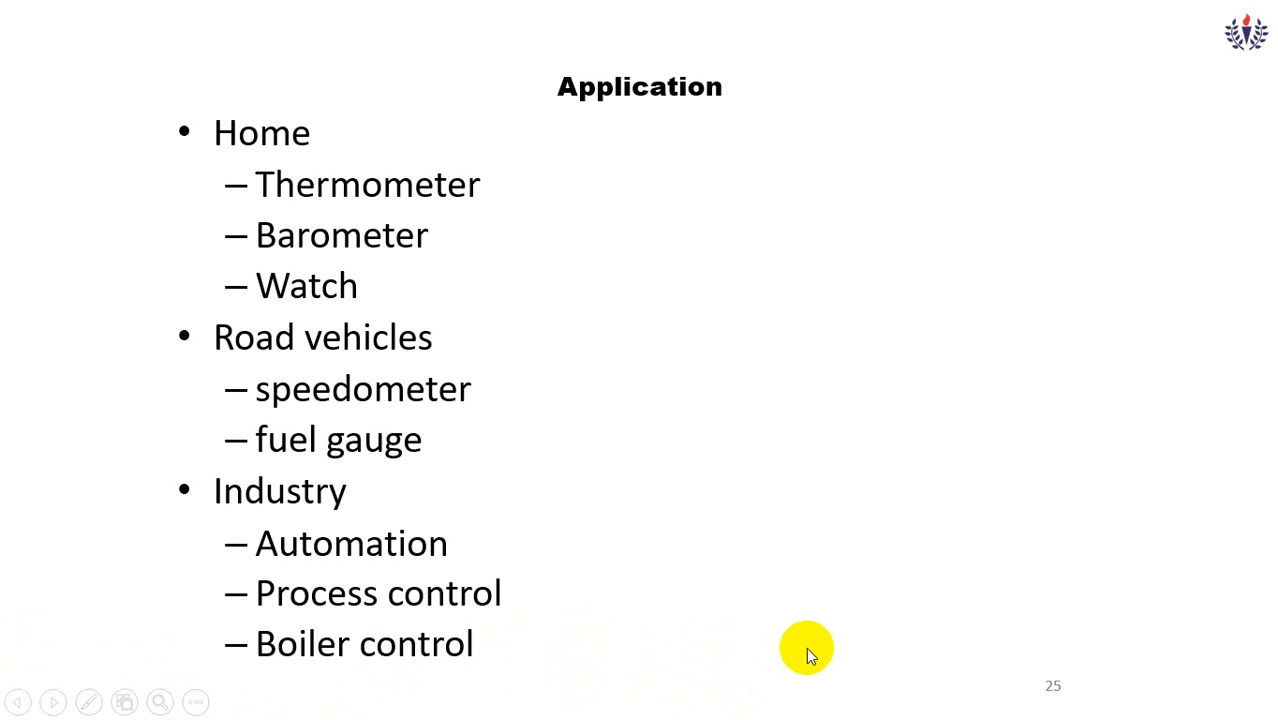 Application
• Home
– Thermometer
– Barometer
– Watch
• Road vehicles
– speedometer
– fuel gauge
• Industry
– Automation
– Process control
– Boiler control
25